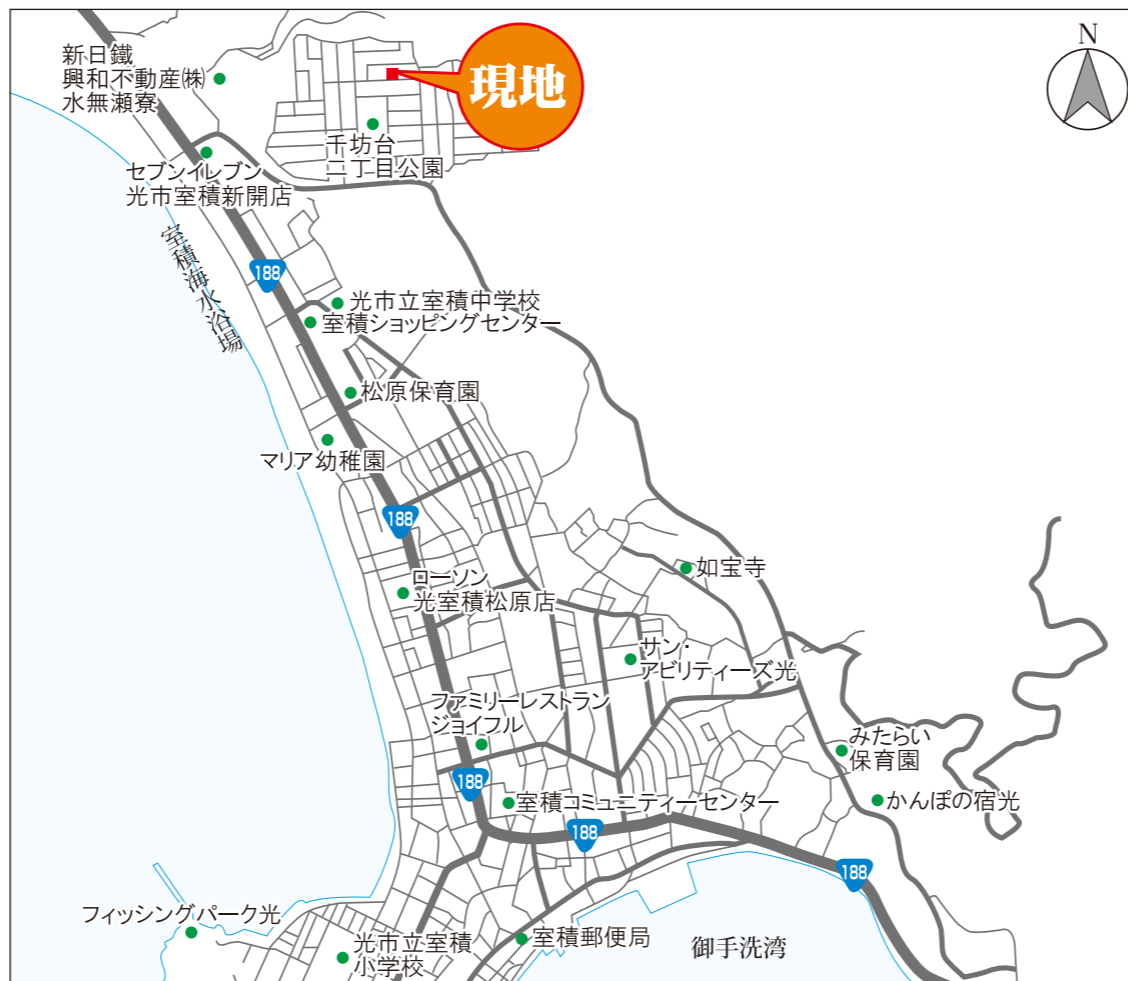 N
新日鐵
興和不動産㈱
水無瀬寮
現地
千坊台
二丁目公園
セブンイレブン
光市室積新開店
室積海水浴場
188
光市立室積中学校
室積ショッピングセンター
松原保育園
マリア幼稚園
188
如宝寺
ローソン
光室積松原店
サン・
アビリティーズ光
ファミリーレストラン
ジョイフル
みたらい
保育園
188
室積コミュニティーセンター
かんぽの宿光
188
188
フィッシングパーク光
光市立室積
小学校
室積郵便局
御手洗湾